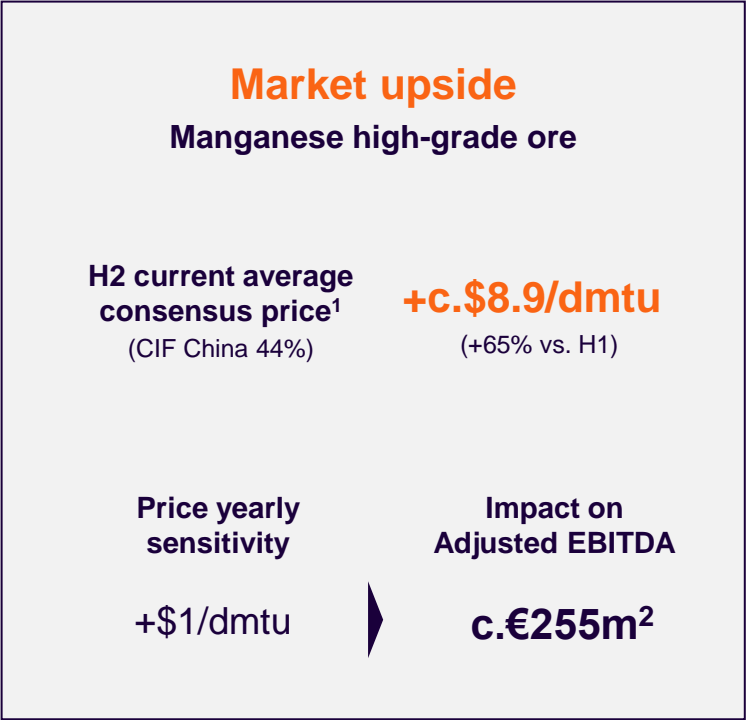 Market upside
Manganese high-grade ore
H2 current average
consensus price¹
(CIF China 44%)
+c.$8.9/dmtu
(+65% vs. H1)
Price yearly
sensitivity
Impact on
Adjusted EBITDA
+$1/dmtu
c.€255m²